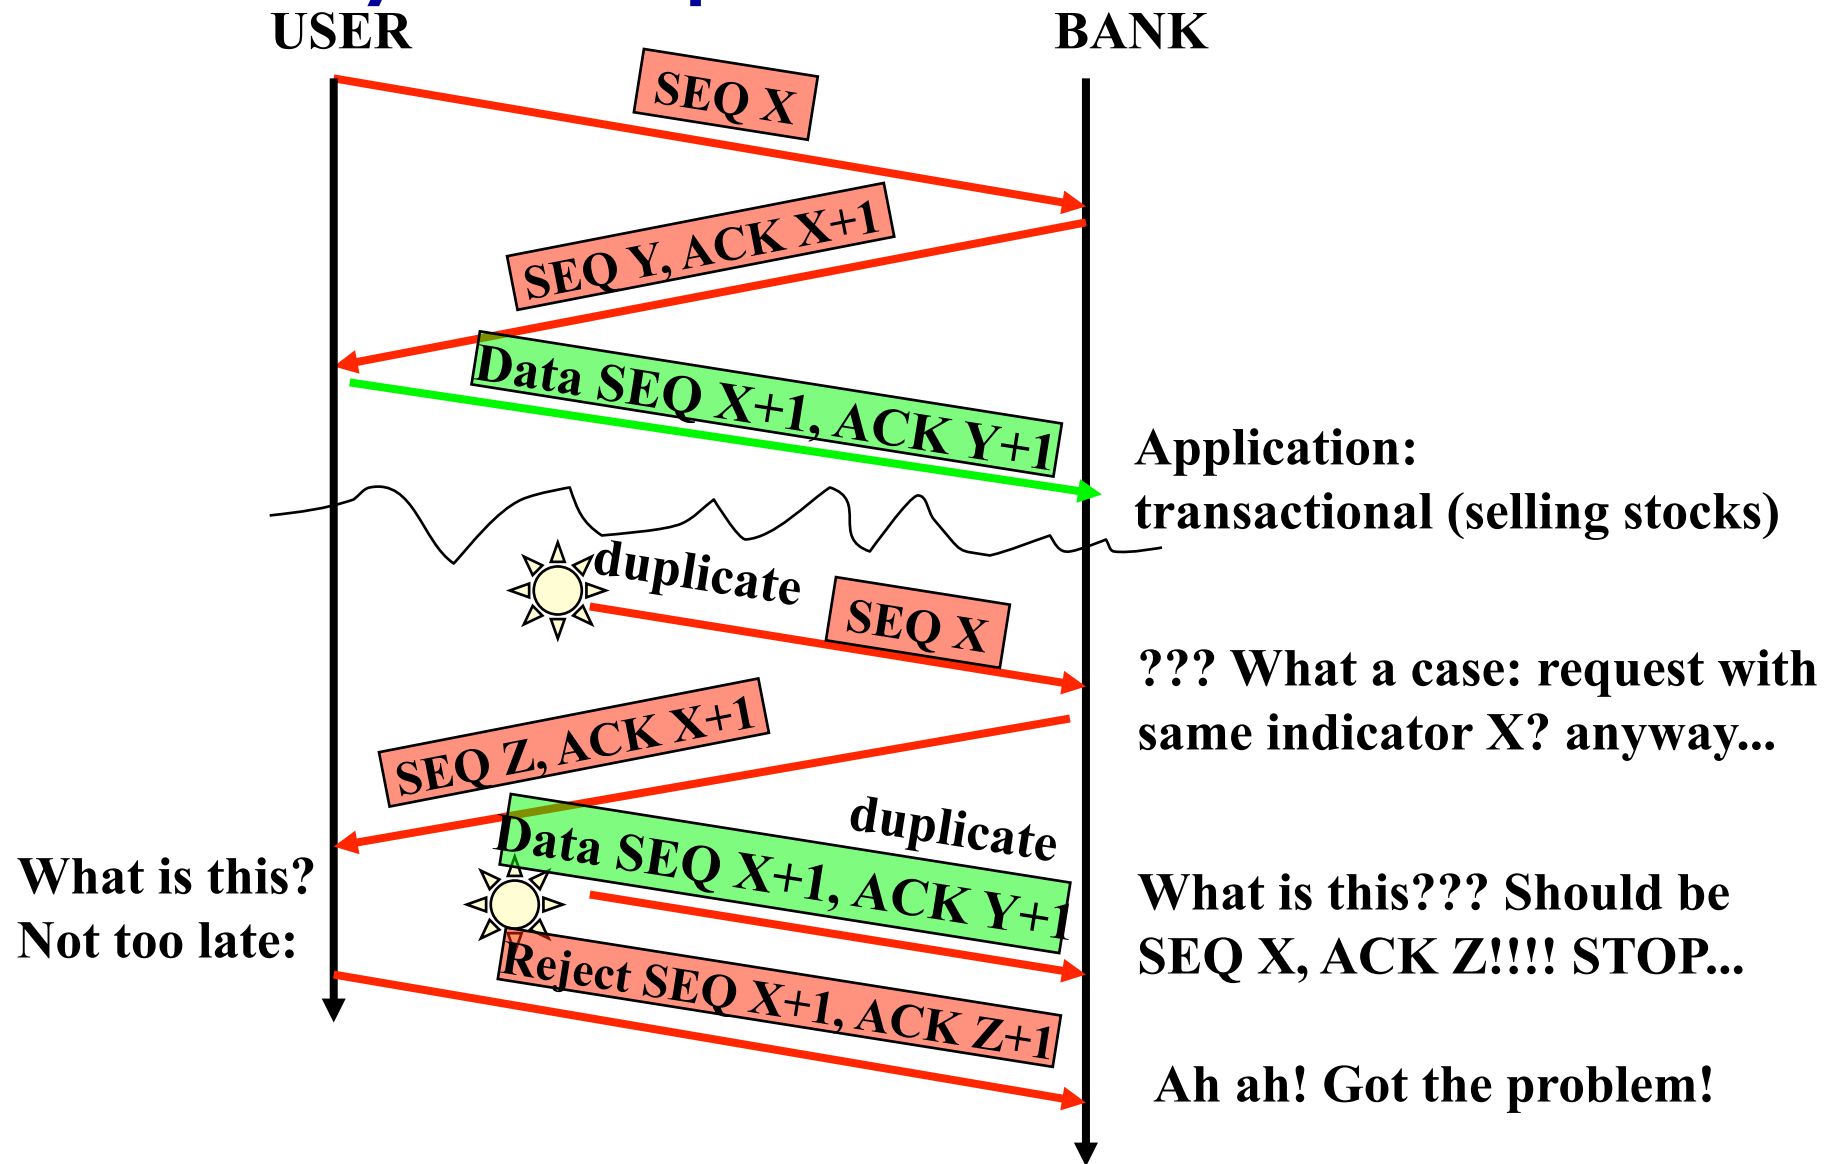 USER
BANK
SEQ X
SEQ Y, ACK X+1
Data SEQ X+1, ACK Y+1
Application:
transactional (selling stocks)
duplicate
SEQ X
??? What a case: request with
same indicator X? anyway...
SEQ Z, ACK X+1
duplicate
Data SEQ X+1, ACK Y+1
What is this?
Not too late:
What is this??? Should be
SEQ X, ACK Z!!!! STOP...
Reject SEQ X+1, ACK Z+1
Ah ah! Got the problem!